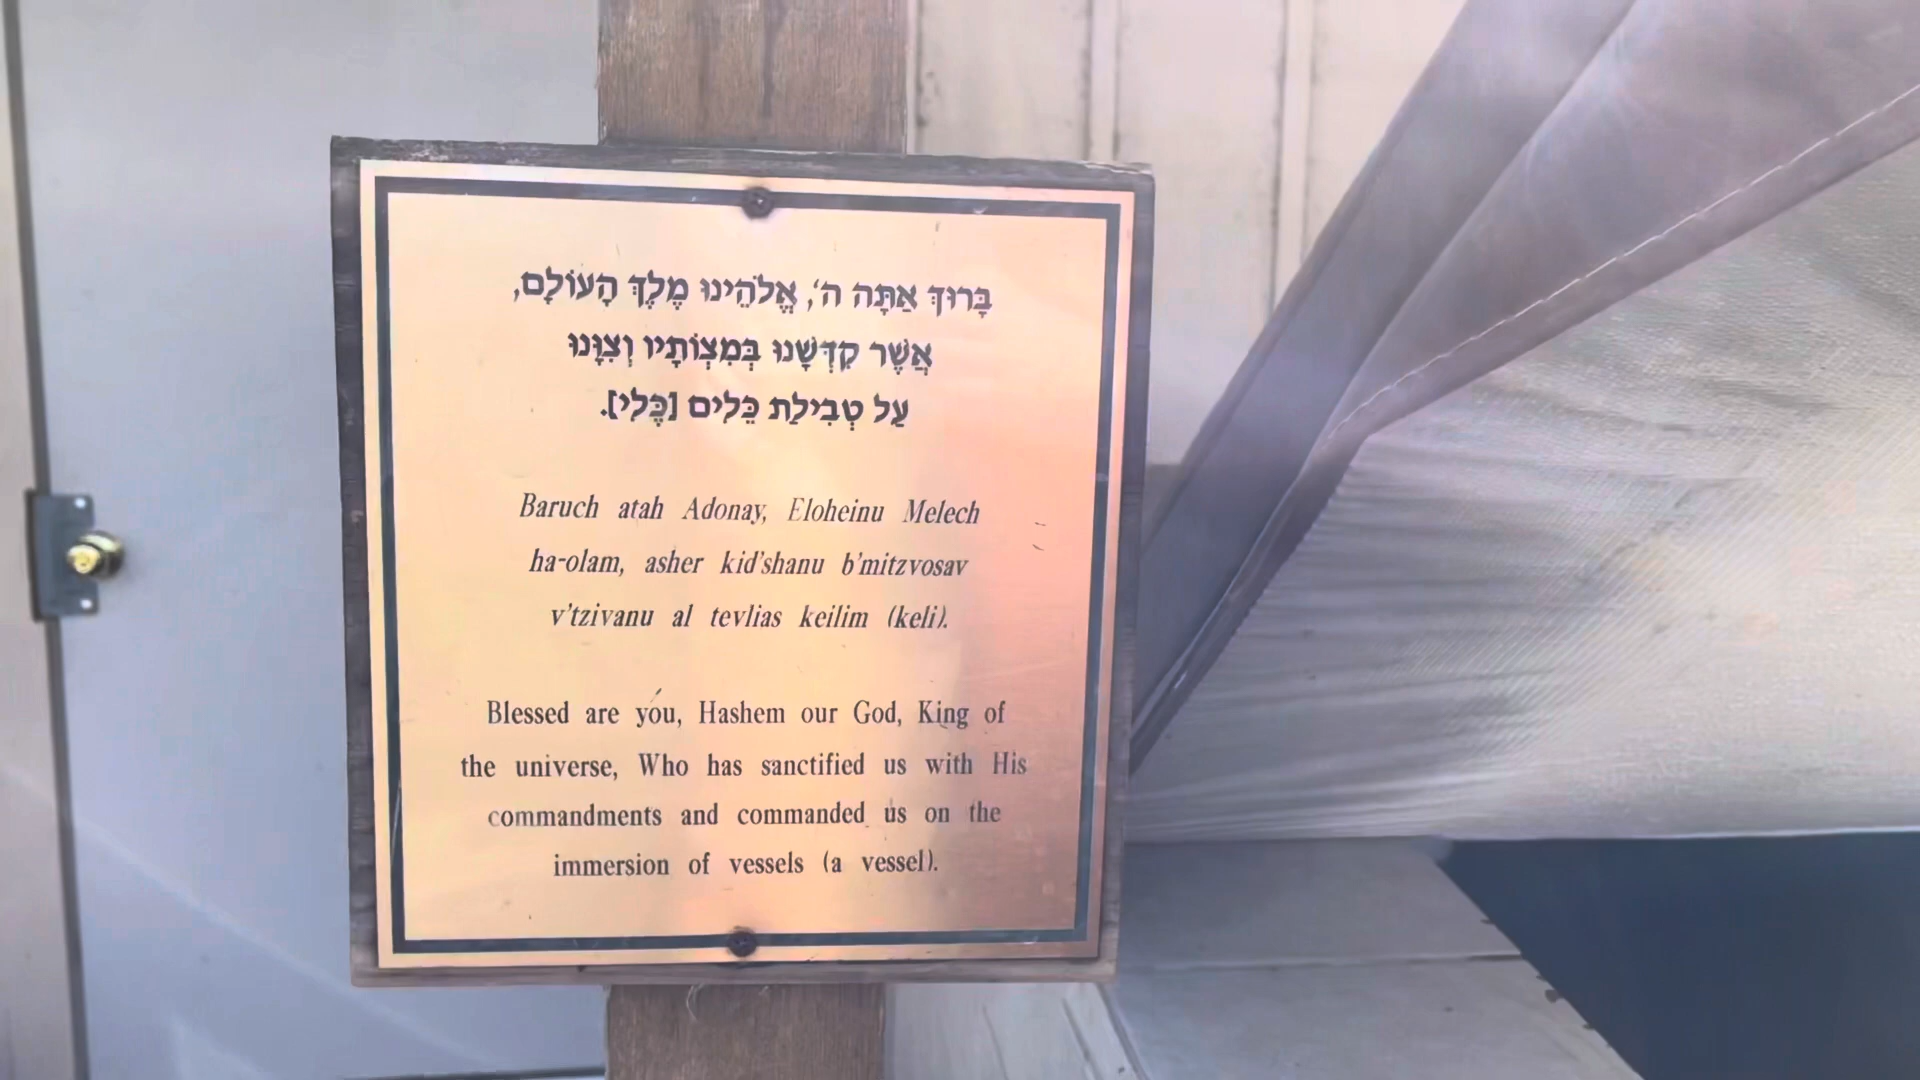 בָּרוּךְ אַתָּה ה', אֱלֹהֵינוּ מֶלֶךְ הָעוֹלָם,
אֲשֶׁר קִדְּשָׁנוּ בְּמִצְוֹתָיו וְצִוָּנוּ
עַל טְבִילַת כֵּלִים [כֶּלִי].
Baruch atah Adonay, Eloheinu Melech
ha-olam, asher kid'shanu b'mitzvosav
v'tzivanu al tevlias keilim (keli).
Blessed are you, Hashem our God, King of
the universe, Who has sanctified us with His
commandments and commanded us on the
immersion of vessels (a vessel).